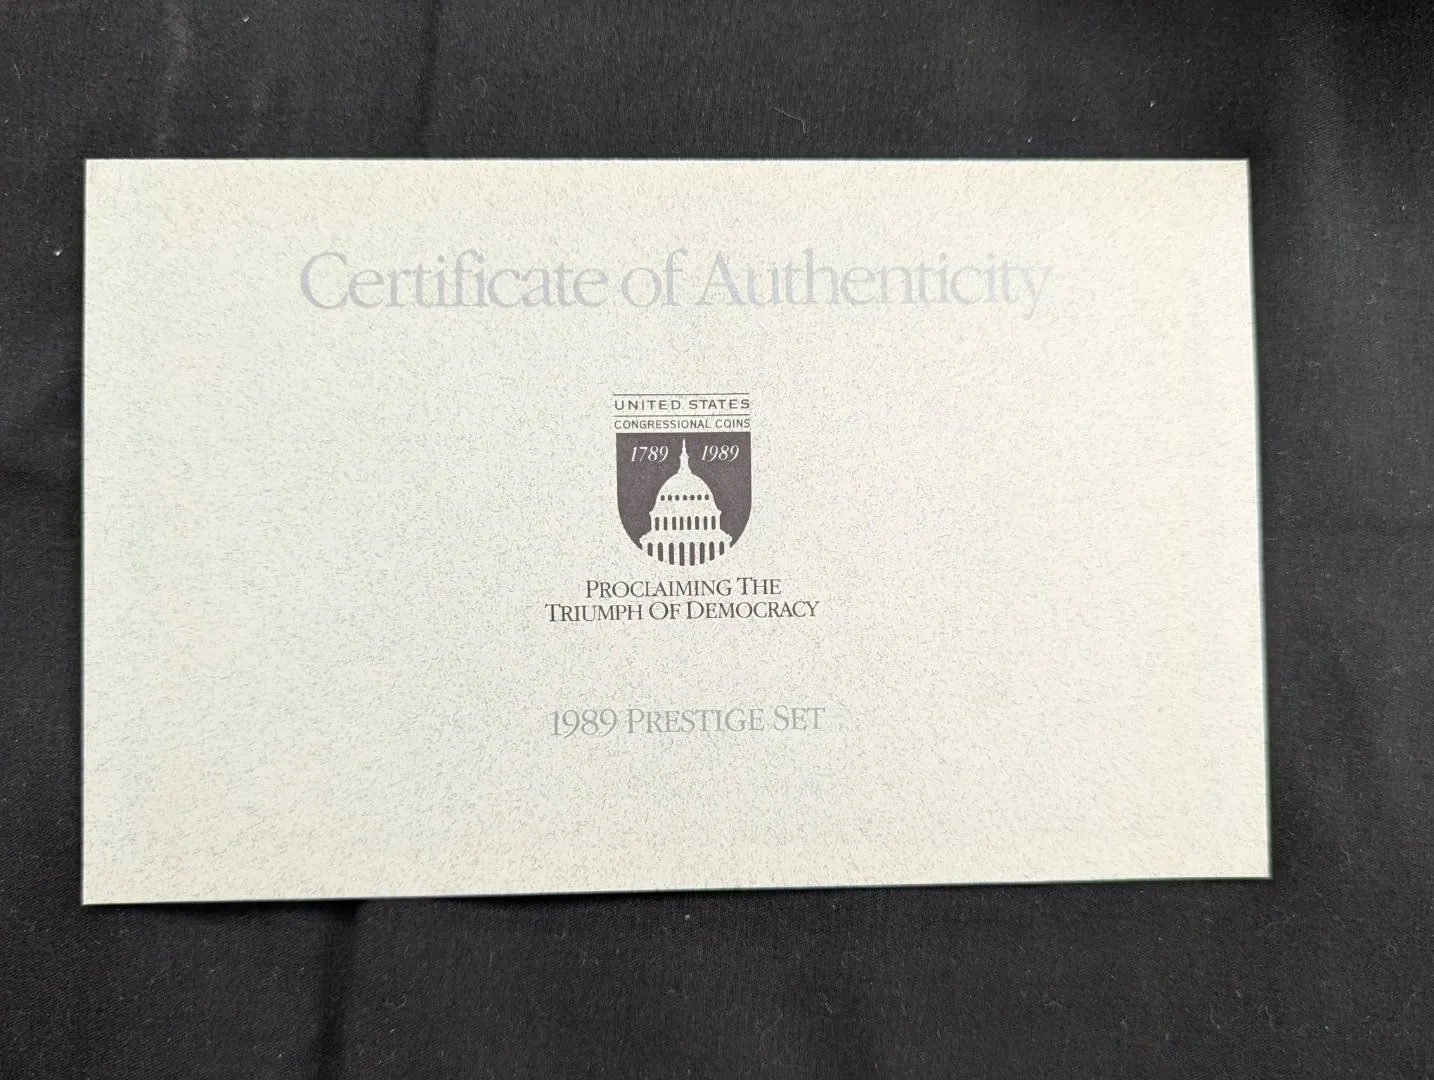 Certificate of Authenticity
UNITED STATES
CONGRESSIONAL COINS
1789 1989
PROCLAIMING THE
TRIUMPH OF DEMOCRACY
1989 PRESTIGE SET